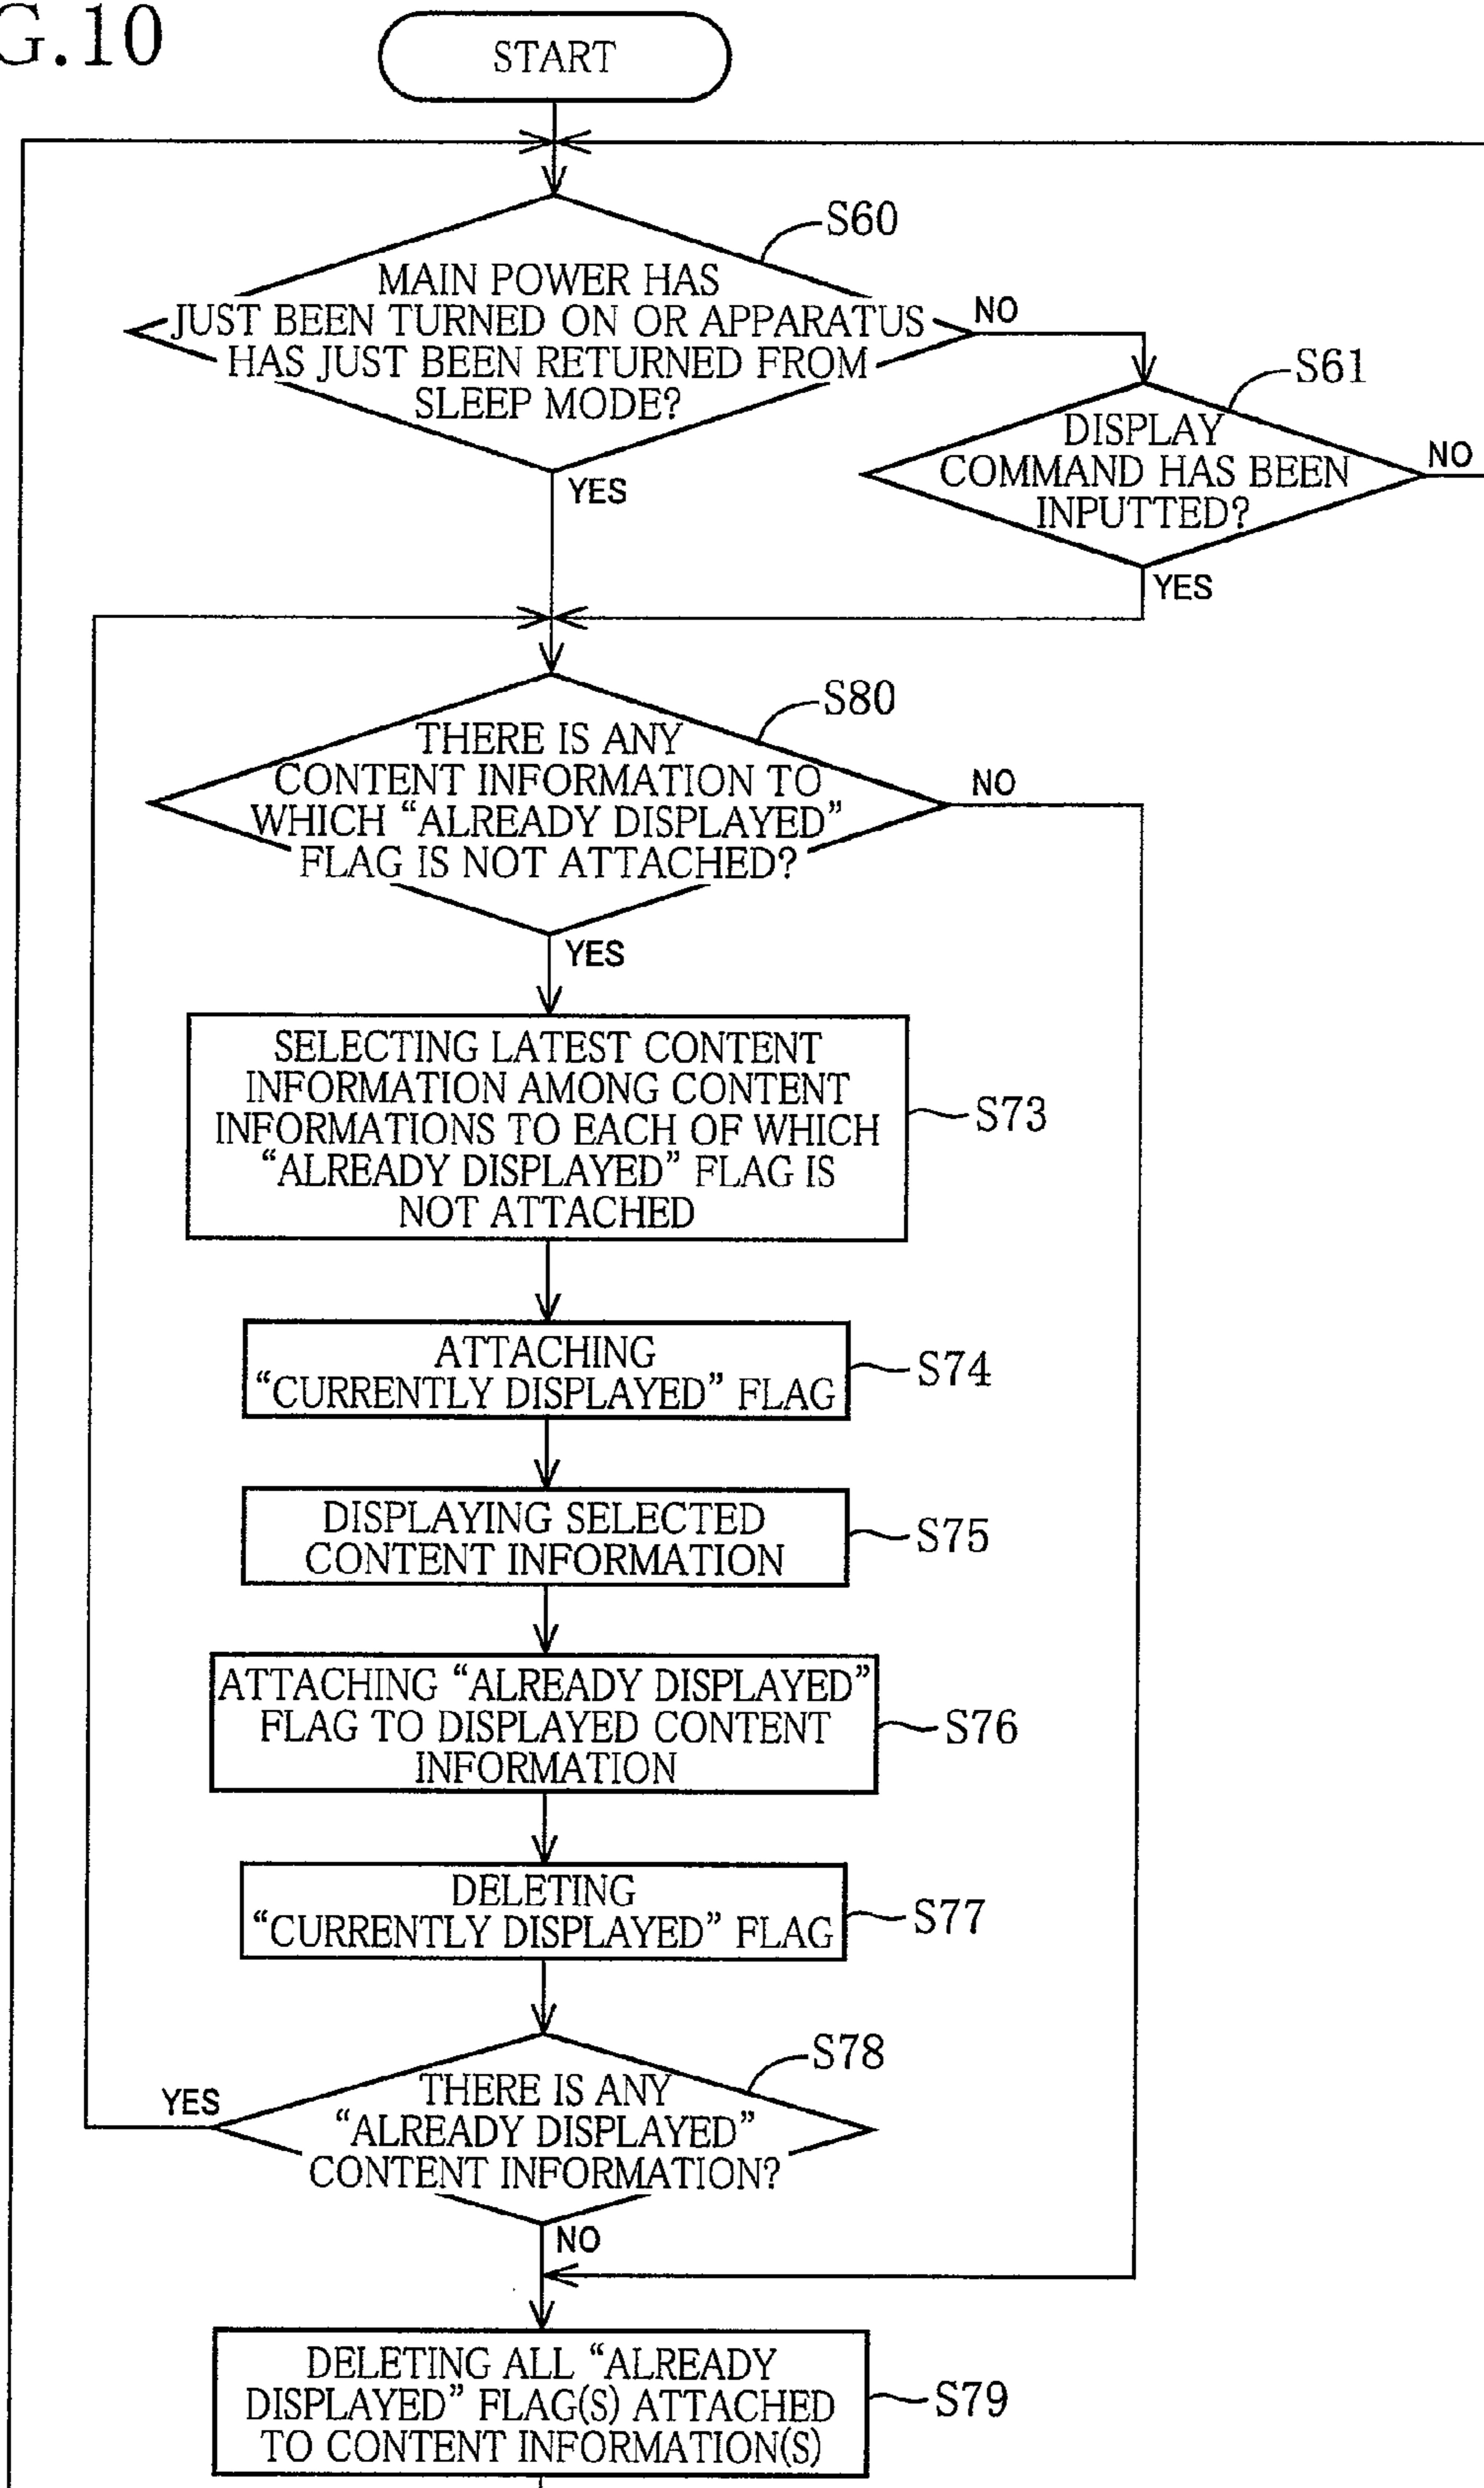 G.10
START
S60
MAIN POWER HAS
JUST BEEN TURNED ON OR APPARATUS
HAS JUST BEEN RETURNED FROM
SLEEP MODE?
NO
YES
S61
DISPLAY
COMMAND HAS BEEN
INPUTTED?
NO
YES
S80
THERE IS ANY
CONTENT INFORMATION TO
WHICH “ALREADY DISPLAYED”
FLAG IS NOT ATTACHED?
NO
YES
SELECTING LATEST CONTENT
INFORMATION AMONG CONTENT
INFORMATIONS TO EACH OF WHICH
“ALREADY DISPLAYED” FLAG IS
NOT ATTACHED
S73
ATTACHING
“CURRENTLY DISPLAYED” FLAG
S74
DISPLAYING SELECTED
CONTENT INFORMATION
S75
ATTACHING “ALREADY DISPLAYED”
FLAG TO DISPLAYED CONTENT
INFORMATION
S76
DELETING
“CURRENTLY DISPLAYED” FLAG
S77
S78
YES
THERE IS ANY
“ALREADY DISPLAYED”
CONTENT INFORMATION?
NO
DELETING ALL “ALREADY
DISPLAYED” FLAG(S) ATTACHED
TO CONTENT INFORMATION(S)
S79